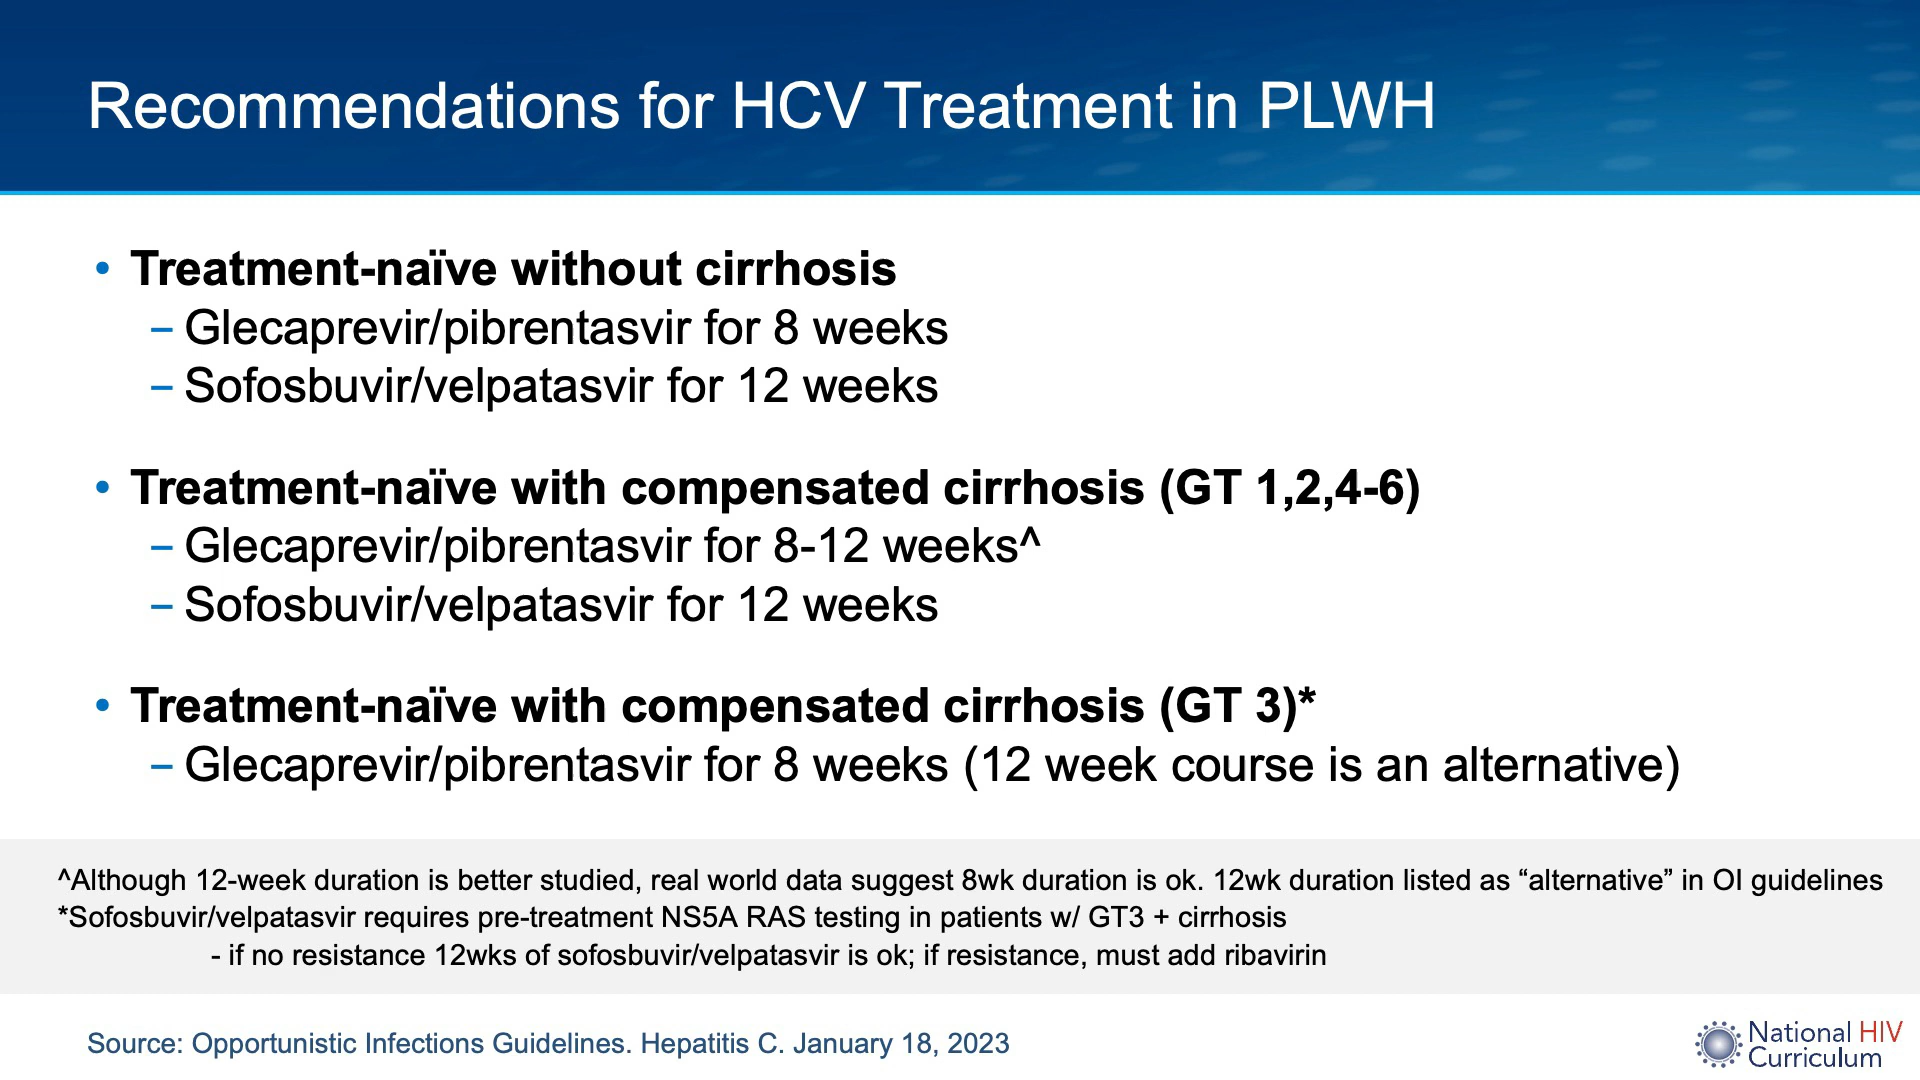 Recommendations for HCV Treatment in PLWH
• Treatment-naïve without cirrhosis
– Glecaprevir/pibrentasvir for 8 weeks
– Sofosbuvir/velpatasvir for 12 weeks
• Treatment-naïve with compensated cirrhosis (GT 1,2,4-6)
– Glecaprevir/pibrentasvir for 8-12 weeks^
– Sofosbuvir/velpatasvir for 12 weeks
• Treatment-naïve with compensated cirrhosis (GT 3)*
– Glecaprevir/pibrentasvir for 8 weeks (12 week course is an alternative)
^Although 12-week duration is better studied, real world data suggest 8wk duration is ok. 12wk duration listed as “alternative” in OI guidelines
*Sofosbuvir/velpatasvir requires pre-treatment NS5A RAS testing in patients w/ GT3 + cirrhosis
- if no resistance 12wks of sofosbuvir/velpatasvir is ok; if resistance, must add ribavirin
Source: Opportunistic Infections Guidelines. Hepatitis C. January 18, 2023
National HIV
Curriculum